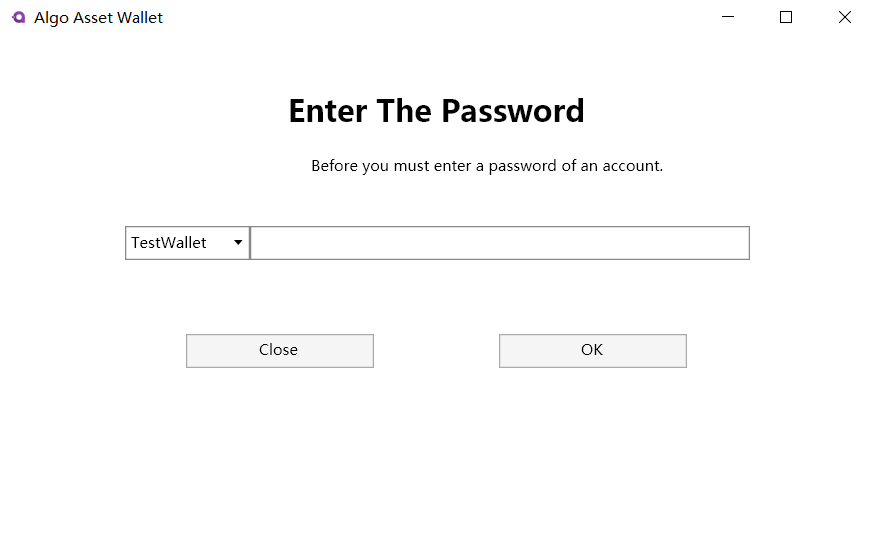 Algo Asset Wallet
Enter The Password
Before you must enter a password of an account.
TestWallet
Close
OK